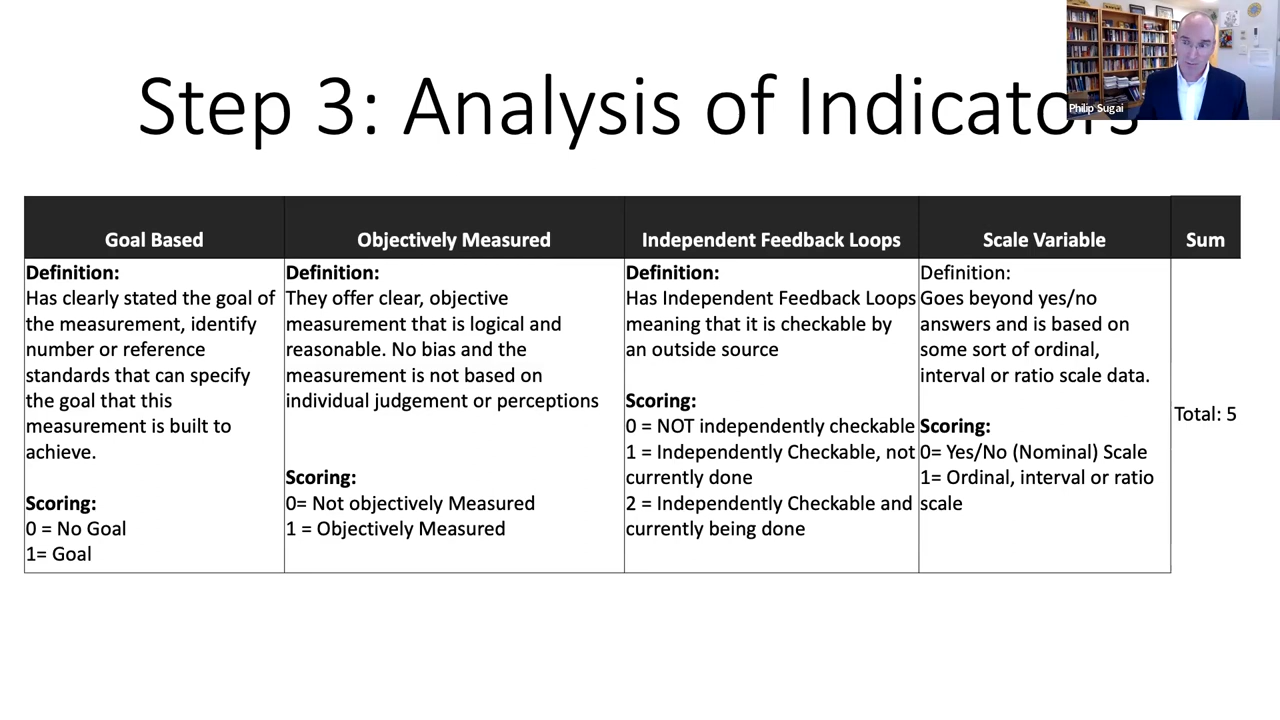 Step 3: Analysis of Indicators
Philip Sugai
Goal Based
Objectively Measured
Independent Feedback Loops
Scale Variable
Sum
Definition:
Has clearly stated the goal of
the measurement, identify
number or reference
standards that can specify
the goal that this
measurement is built to
achieve.
Scoring:
0 = No Goal
1= Goal
Definition:
They offer clear, objective
measurement that is logical and
reasonable. No bias and the
measurement is not based on
individual judgement or perceptions
Scoring:
0= Not objectively Measured
1 = Objectively Measured
Definition:
Has Independent Feedback Loops
meaning that it is checkable by
an outside source
Scoring:
0 = NOT independently checkable
1 = Independently Checkable, not
currently done
2 = Independently Checkable and
currently being done
Definition:
Goes beyond yes/no
answers and is based on
some sort of ordinal,
interval or ratio scale data.
Scoring:
0= Yes/No (Nominal) Scale
1= Ordinal, interval or ratio
scale
Total: 5